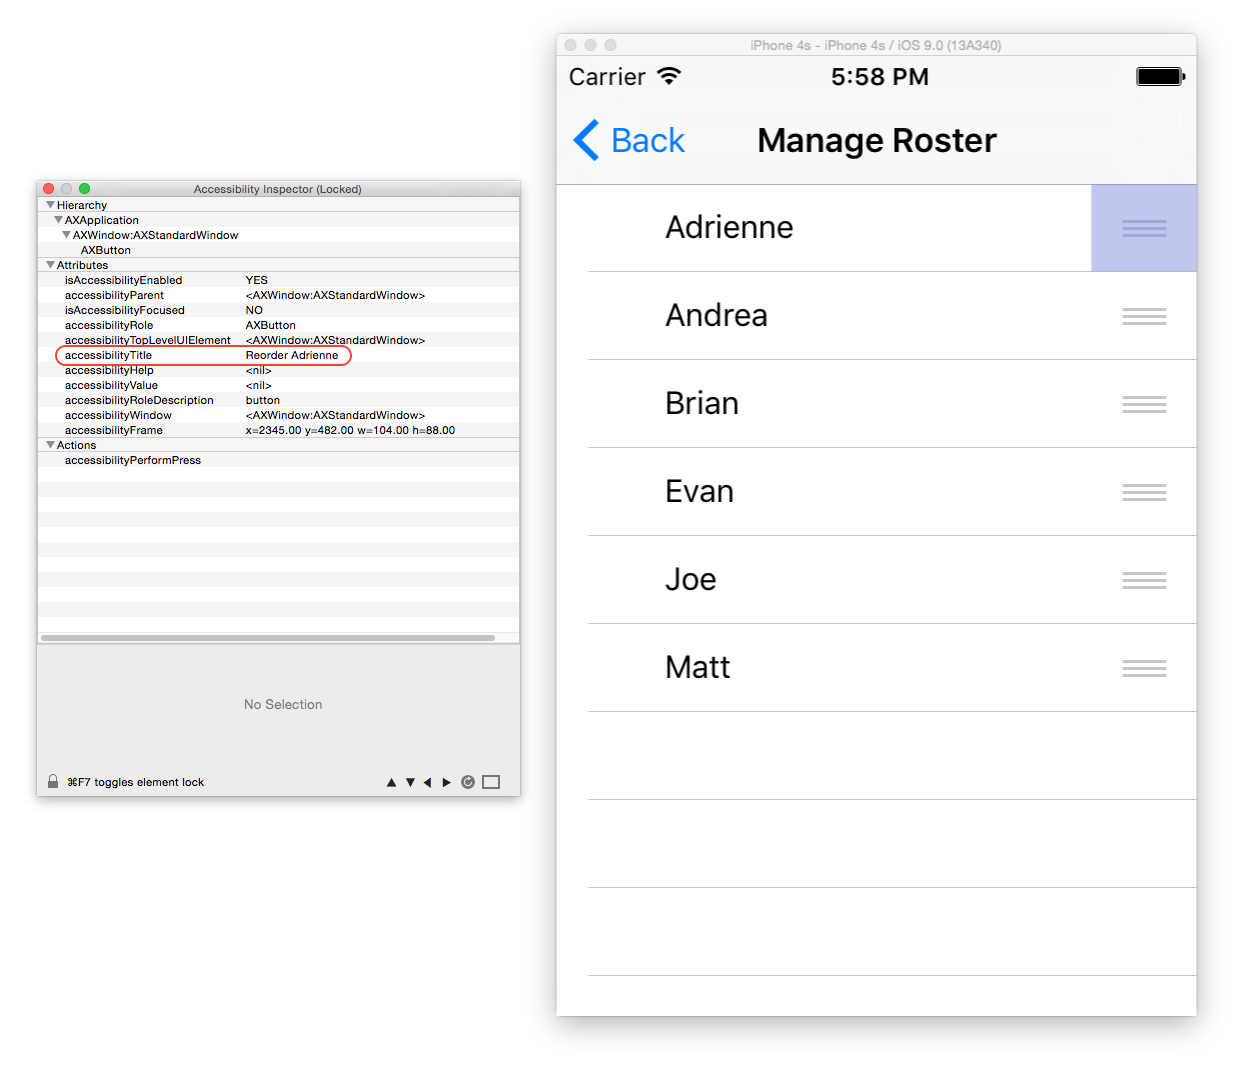 Accessibility Inspector (Locked)
Hierarchy
AXApplication
AXWindow:AXStandardWindow
AXButton
Attributes
isAccessibilityEnabled YES
accessibilityParent <AXWindow:AXStandardWindow>
isAccessibilityFocused NO
accessibilityRole AXButton
accessibilityTopLevelUIElement <AXWindow:AXStandardWindow>
accessibilityTitle Reorder Adrienne
accessibilityHelp <nil>
accessibilityValue <nil>
accessibilityRoleDescription button
accessibilityWindow <AXWindow:AXStandardWindow>
accessibilityFrame x=2345.00 y=482.00 w=104.00 h=88.00
Actions
accessibilityPerformPress
No Selection
⌘F7 toggles element lock
iPhone 4s - iPhone 4s / iOS 9.0 (13A340)
Carrier 5:58 PM
Back Manage Roster
Adrienne
Andrea
Brian
Evan
Joe
Matt